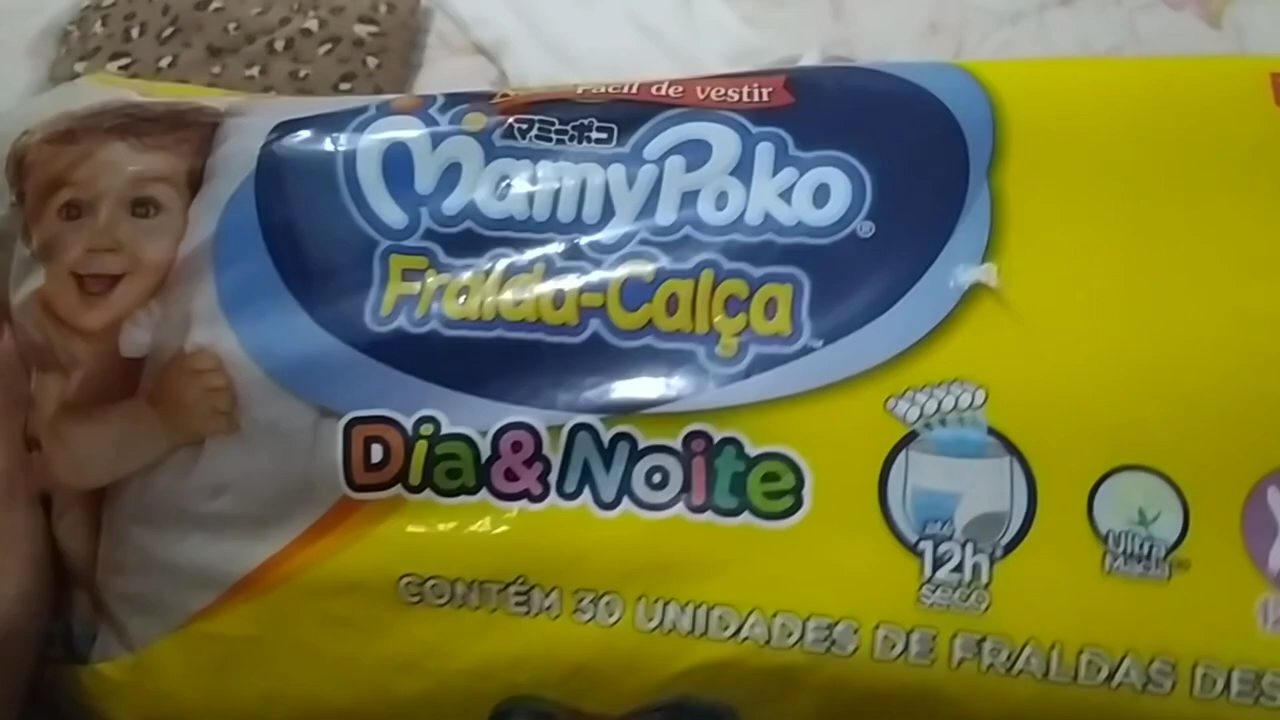 Fácil de vestir
マミーポコ
MamyPoko®
Fralda-Calça
Dia & Noite
até
12h
seco
Ultra
Macia
CONTÉM 30 UNIDADES DE FRALDAS DES